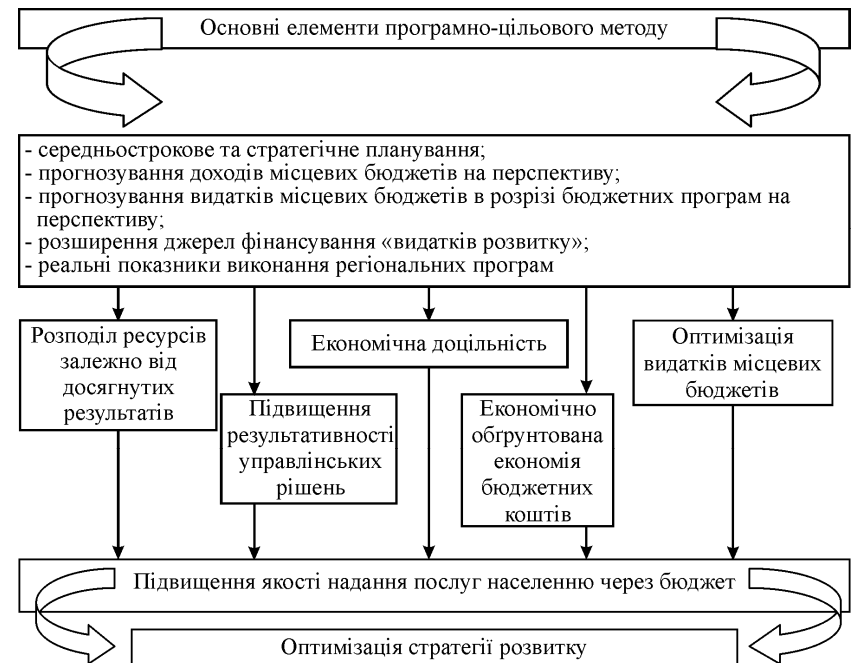 Основні елементи програмно-цільового методу
- середньострокове та стратегічне планування;
- прогнозування доходів місцевих бюджетів на перспективу;
- прогнозування видатків місцевих бюджетів в розрізі бюджетних програм на
перспективу;
- розширення джерел фінансування «видатків розвитку»;
- реальні показники виконання регіональних програм
Розподіл ресурсів
залежно від
досягнутих
результатів
Підвищення
результативності
управлінських
рішень
Економічна доцільність
Економічно
обґрунтована
економія
бюджетних
коштів
Оптимізація
видатків місцевих
бюджетів
Підвищення якості надання послуг населенню через бюджет
Оптимізація стратегії розвитку